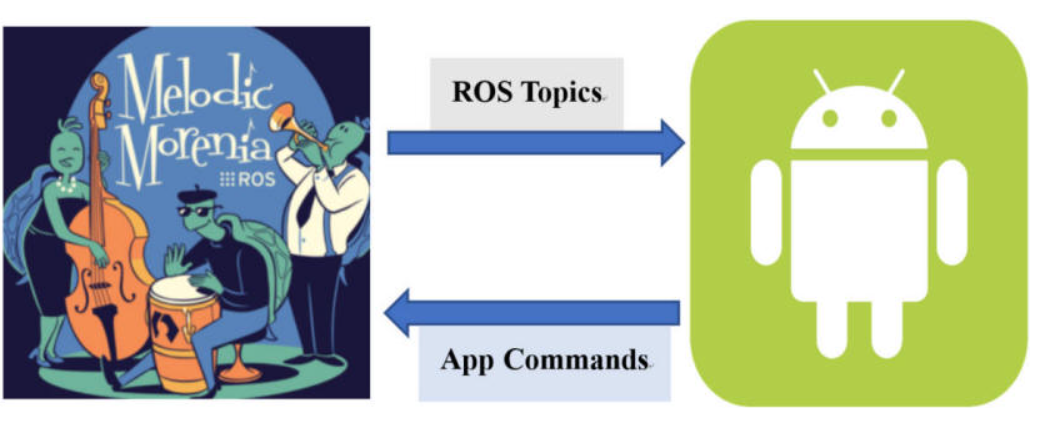 Melodic
Morenia
ROS
ROS Topics
App Commands